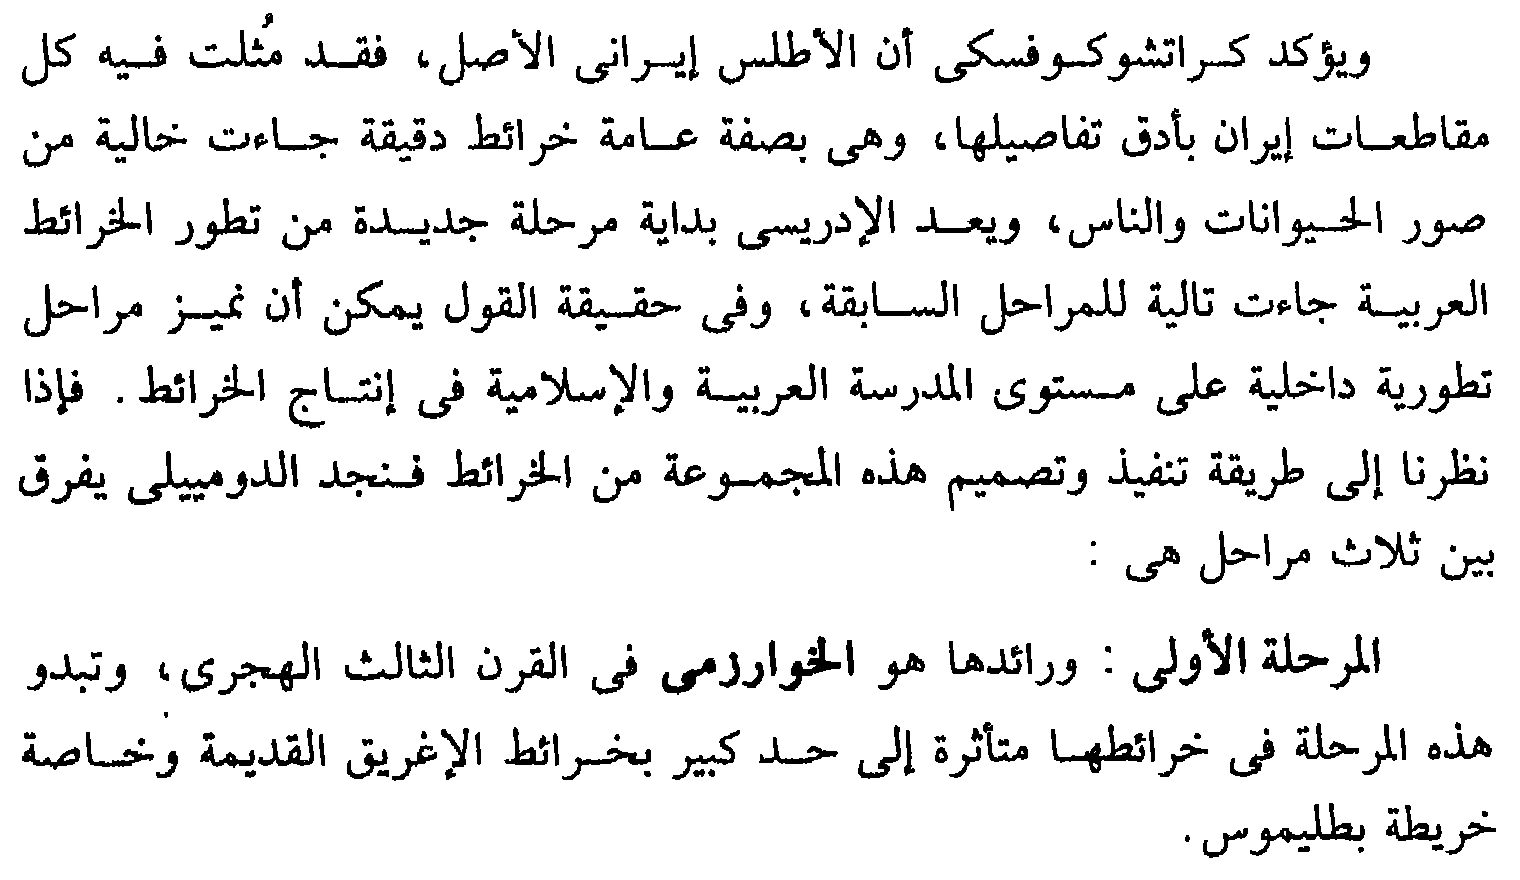 ويؤكد كراتشوكوفسكى أن الأطلس إيرانى الأصل، فقد مُثلت فيه كل
مقاطعات إيران بأدق تفاصيلها، وهى بصفة عامة خرائط دقيقة جاءت خالية من
صور الحيوانات والناس، ويعد الإدريسى بداية مرحلة جديدة من تطور الخرائط
العربية جاءت تالية للمراحل السابقة، وفى حقيقة القول يمكن أن نميز مراحل
تطورية داخلية على مستوى المدرسة العربية والإسلامية فى إنتاج الخرائط. فإذا
نظرنا إلى طريقة تنفيذ وتصميم هذه المجموعة من الخرائط فنجد الدومييلى يفرق
بين ثلاث مراحل هى :
المرحلة الأولى : ورائدها هو الخوارزمى فى القرن الثالث الهجرى، وتبدو
هذه المرحلة فى خرائطها متأثرة إلى حد كبير بخرائط الإغريق القديمة وخاصة
خريطة بطليموس.